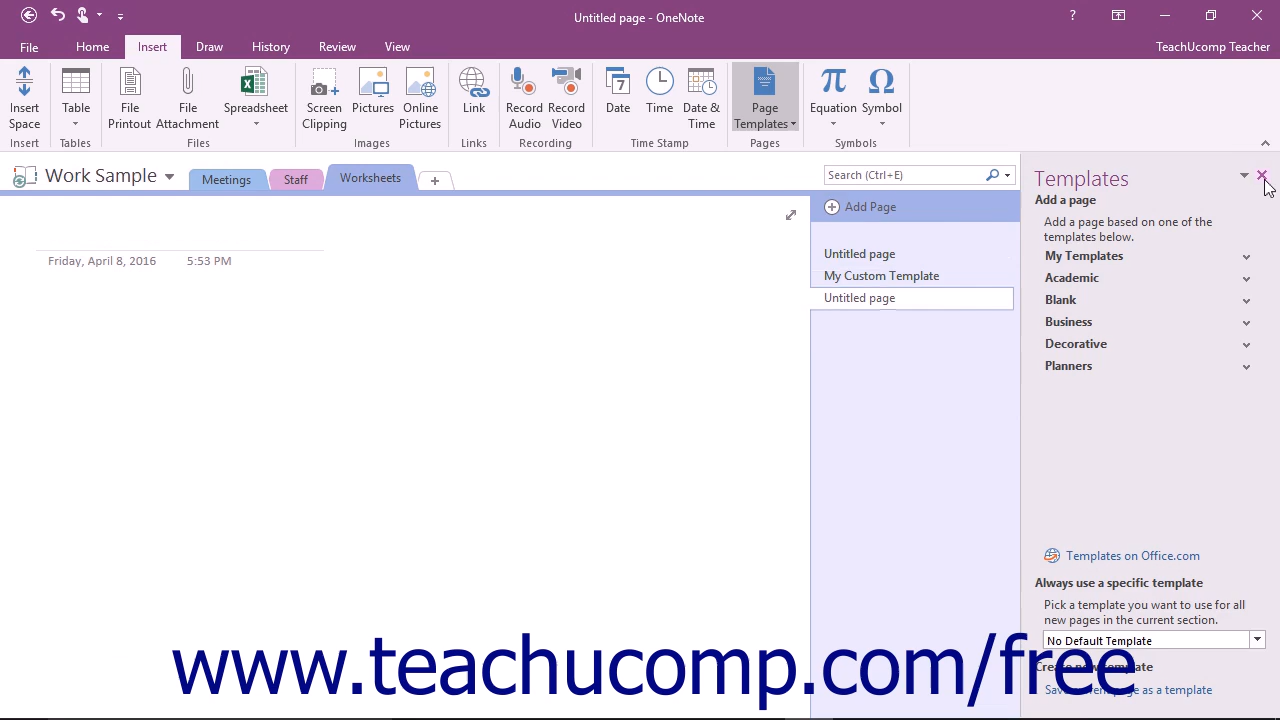 Untitled page - OneNote
?
File Home Insert Draw History Review View
TeachUcomp Teacher
Insert Space
Table
File Printout
File Attachment
Spreadsheet
Screen Clipping
Pictures
Online Pictures
Link
Record Audio
Record Video
7
Date
Time
Date & Time
Page Templates
π
Equation
Ω
Symbol
Insert Tables Files Images Links Recording Time Stamp Pages Symbols
Work Sample
Meetings
Staff
Worksheets
Search (Ctrl+E)
Friday, April 8, 2016 5:53 PM
Add Page
Untitled page
My Custom Template
Untitled page
Templates
Add a page
Add a page based on one of the
templates below.
My Templates
Academic
Blank
Business
Decorative
Planners
Templates on Office.com
Always use a specific template
Pick a template you want to use for all
new pages in the current section.
No Default Template
Create new template
as a template
www.teachucomp.com/free